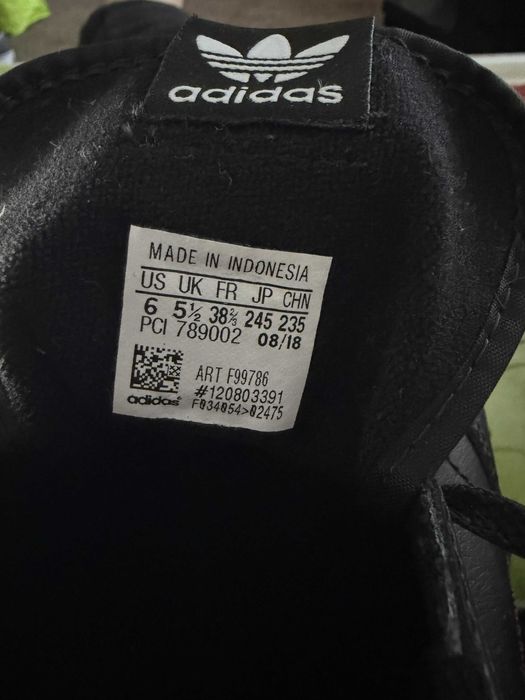 adidas
MADE IN INDONESIA
US UK FR JP CHN
6 5½ 38⅔ 245 235
PCI 789002 08/18
ART F99786
#120803391
adidas F034054>02475